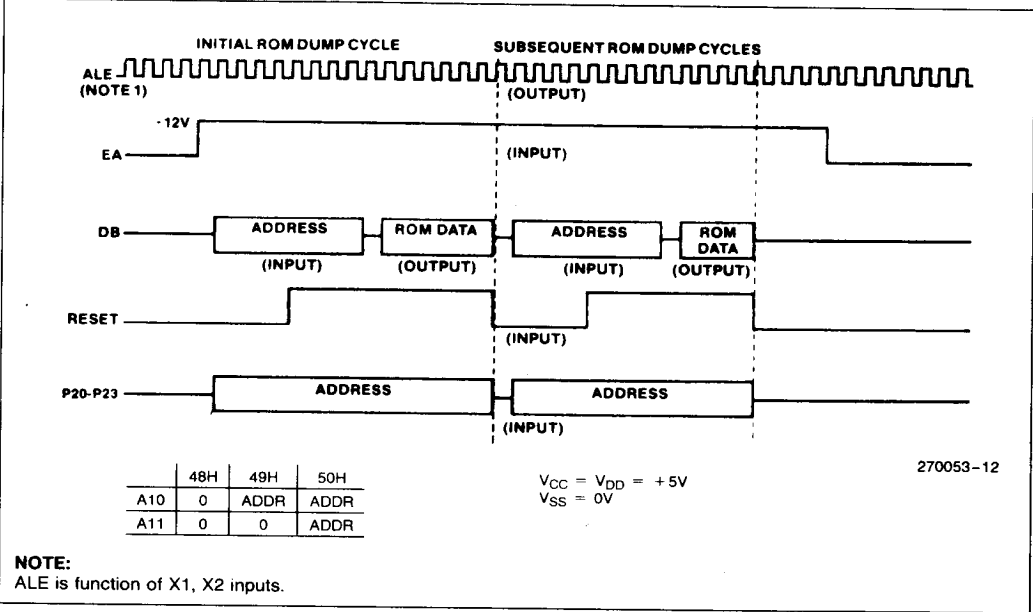 INITIAL ROM DUMP CYCLE
SUBSEQUENT ROM DUMP CYCLES
ALE
(NOTE 1)
(OUTPUT)
-12V
EA
(INPUT)
DB
ADDRESS
ROM DATA
ADDRESS
ROM
DATA
(INPUT)
(OUTPUT)
(INPUT)
(OUTPUT)
RESET
(INPUT)
P20-P23
ADDRESS
ADDRESS
(INPUT)
270053-12
48H 49H 50H
A10 0 ADDR ADDR
A11 0 0 ADDR
VCC = VDD = +5V
VSS = 0V
NOTE:
ALE is function of X1, X2 inputs.